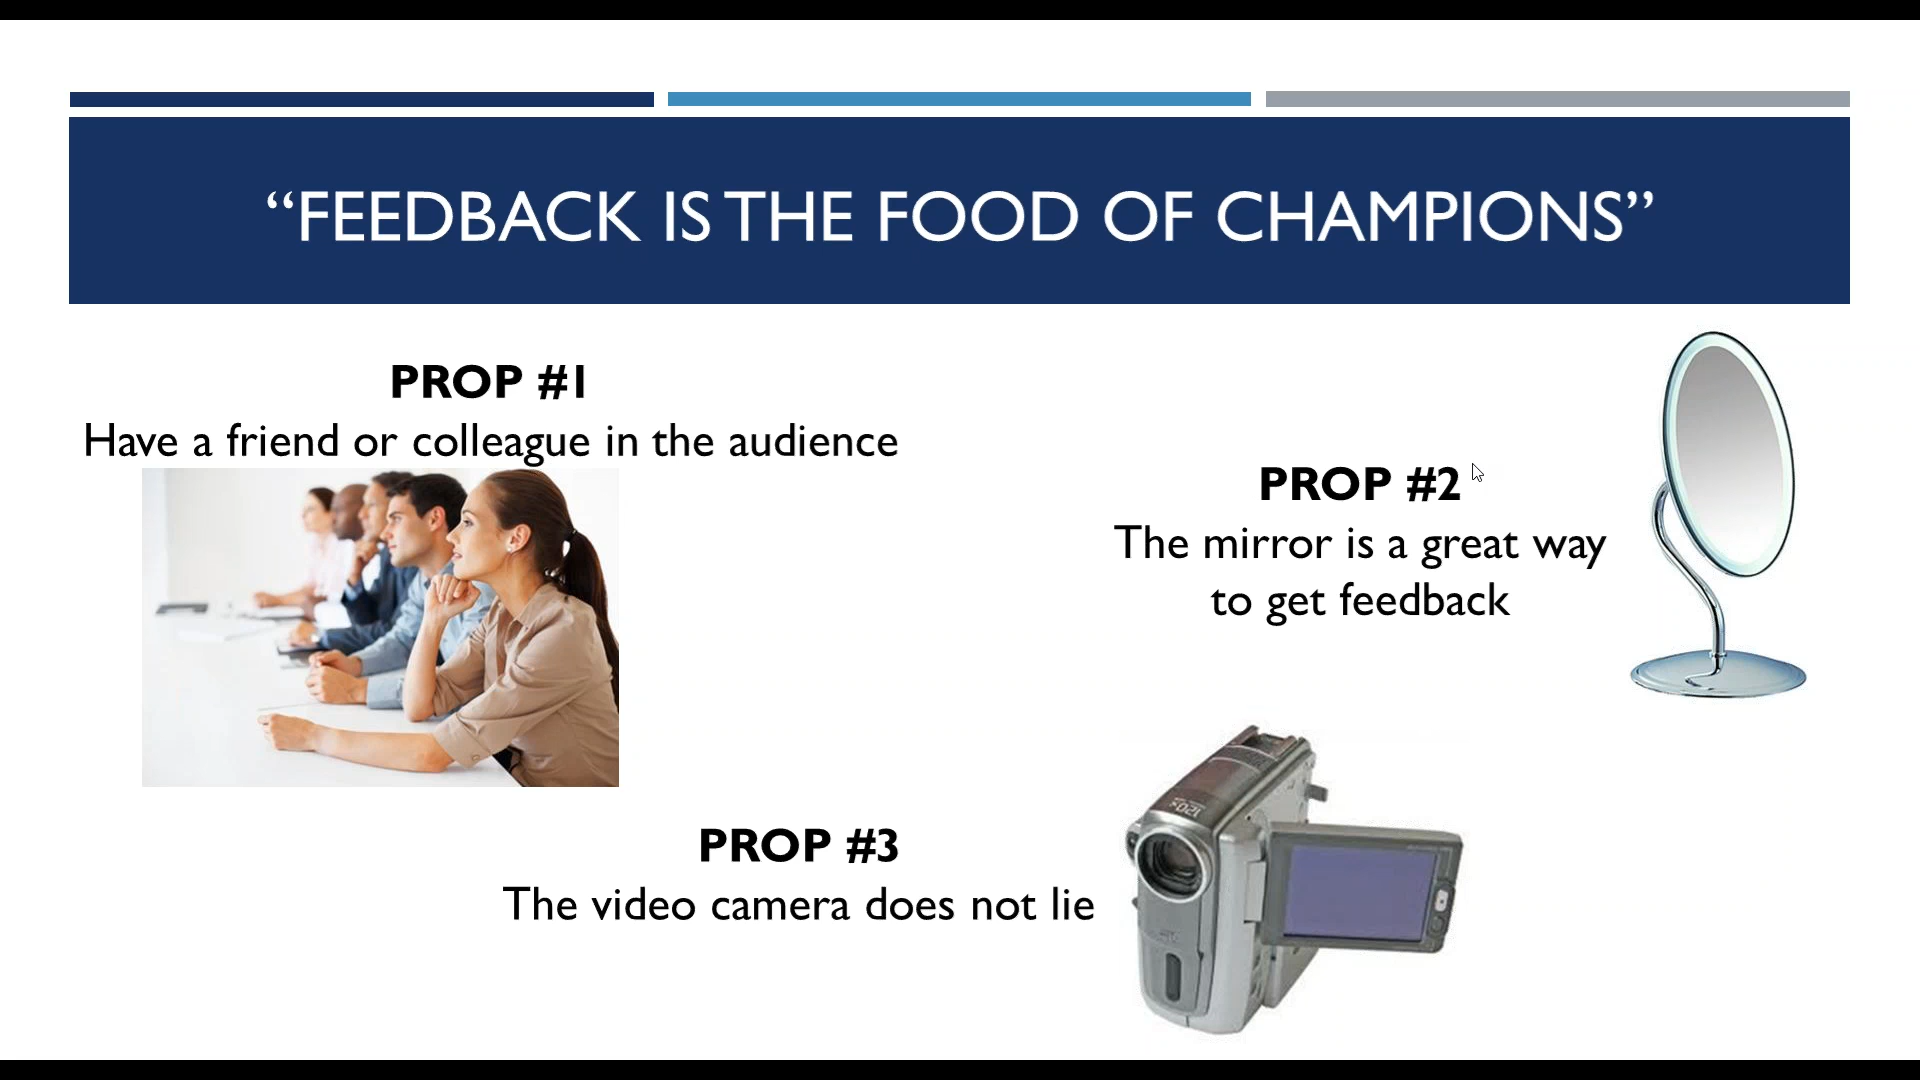 “FEEDBACK IS THE FOOD OF CHAMPIONS”
PROP #1
Have a friend or colleague in the audience
PROP #2
The mirror is a great way
to get feedback
PROP #3
The video camera does not lie